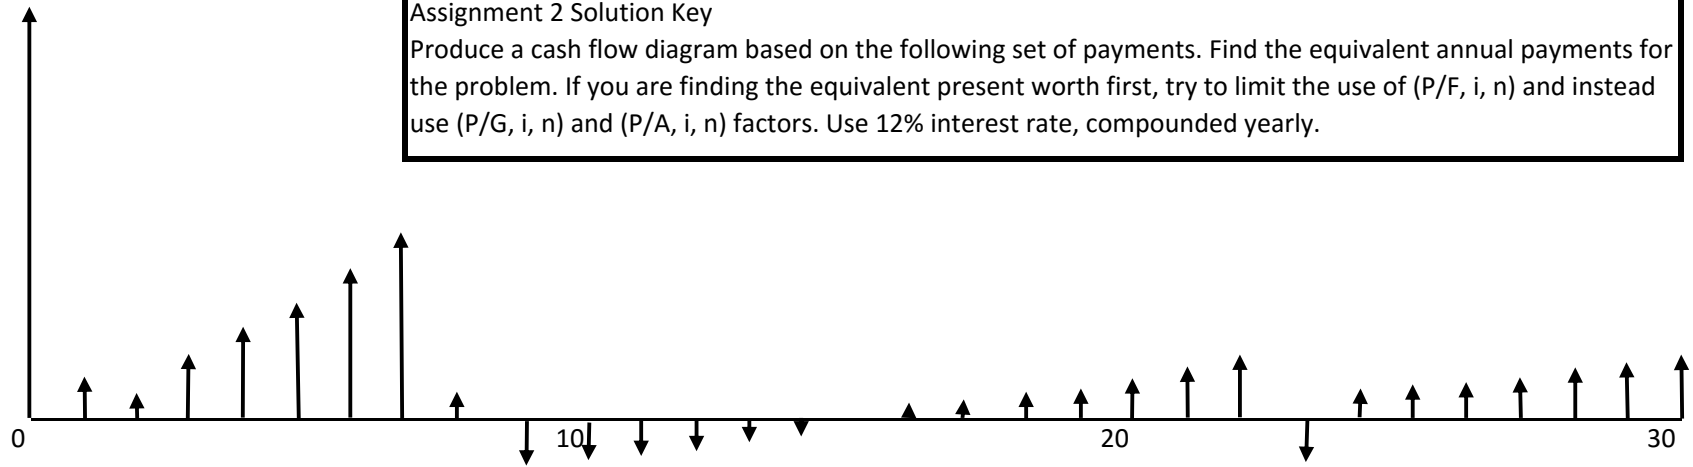 Assignment 2 Solution Key
Produce a cash flow diagram based on the following set of payments. Find the equivalent annual payments for
the problem. If you are finding the equivalent present worth first, try to limit the use of (P/F, i, n) and instead
use (P/G, i, n) and (P/A, i, n) factors. Use 12% interest rate, compounded yearly.
0 10 20 30